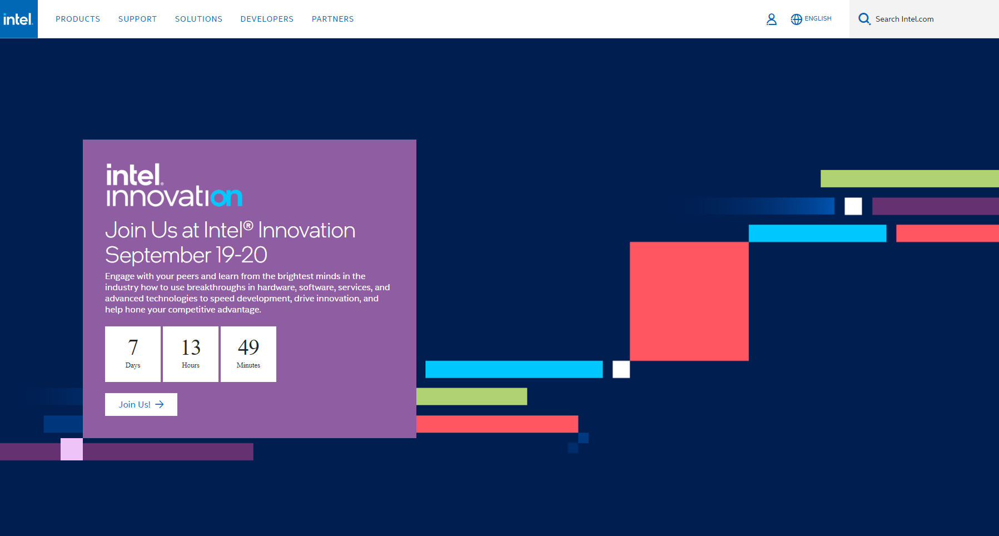 intel.
PRODUCTS
SUPPORT
SOLUTIONS
DEVELOPERS
PARTNERS
ENGLISH
Search Intel.com
intel®
innovation
Join Us at Intel® Innovation
September 19-20
Engage with your peers and learn from the brightest minds in the
industry how to use breakthroughs in hardware, software, services, and
advanced technologies to speed development, drive innovation, and
help hone your competitive advantage.
7
Days
13
Hours
49
Minutes
Join Us!